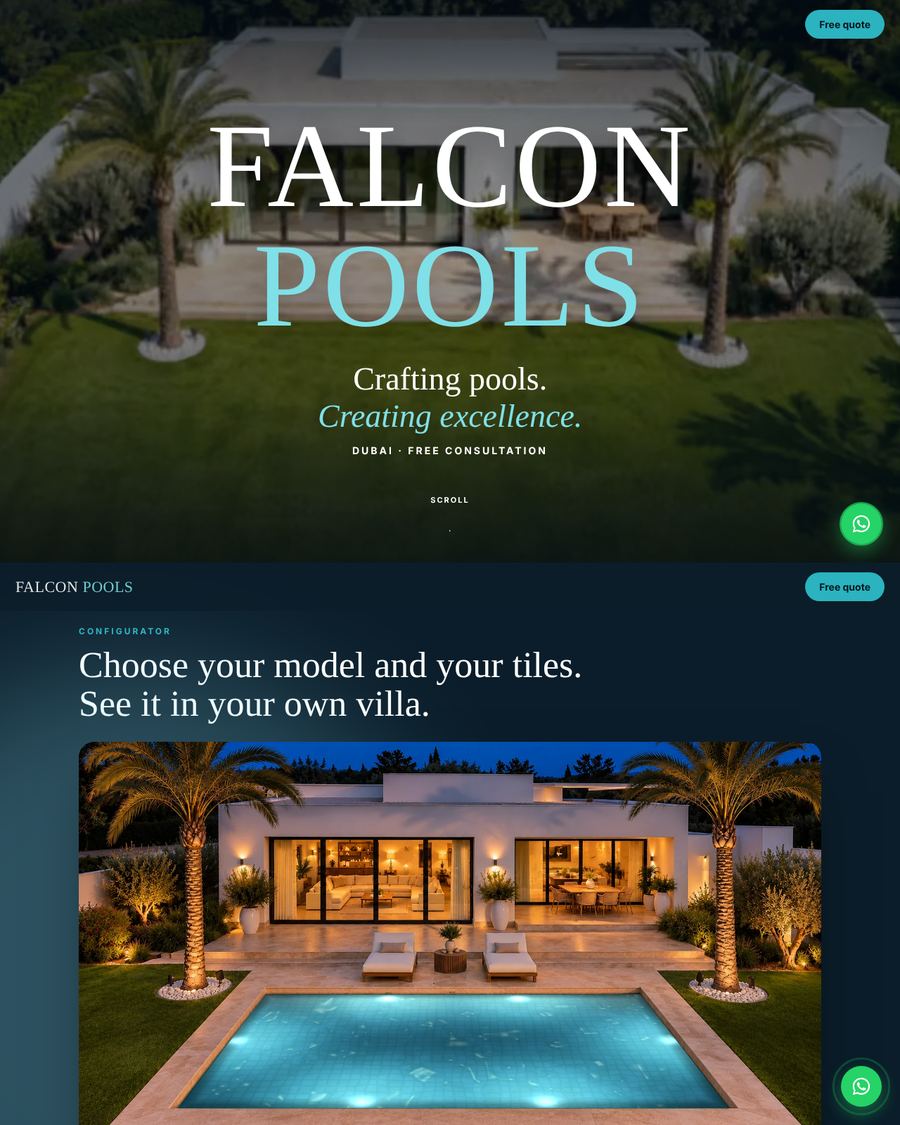 Free quote
FALCON
POOLS
Crafting pools.
Creating excellence.
DUBAI · FREE CONSULTATION
SCROLL
FALCON POOLS
Free quote
CONFIGURATOR
Choose your model and your tiles.
See it in your own villa.